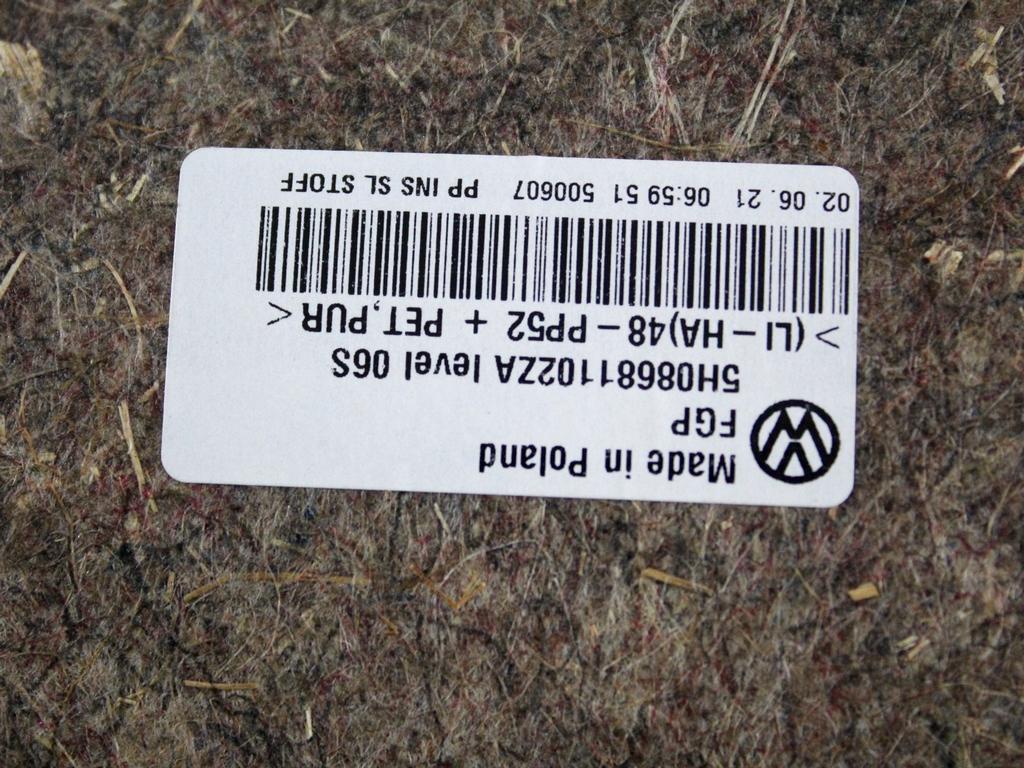 Made in Poland
FGP
5H08681102ZA level 06S
> (LI-HA)48-PP52 + PET,PUR <
02. 06. 21 06:59 51 500607 PP INS SL STOFF